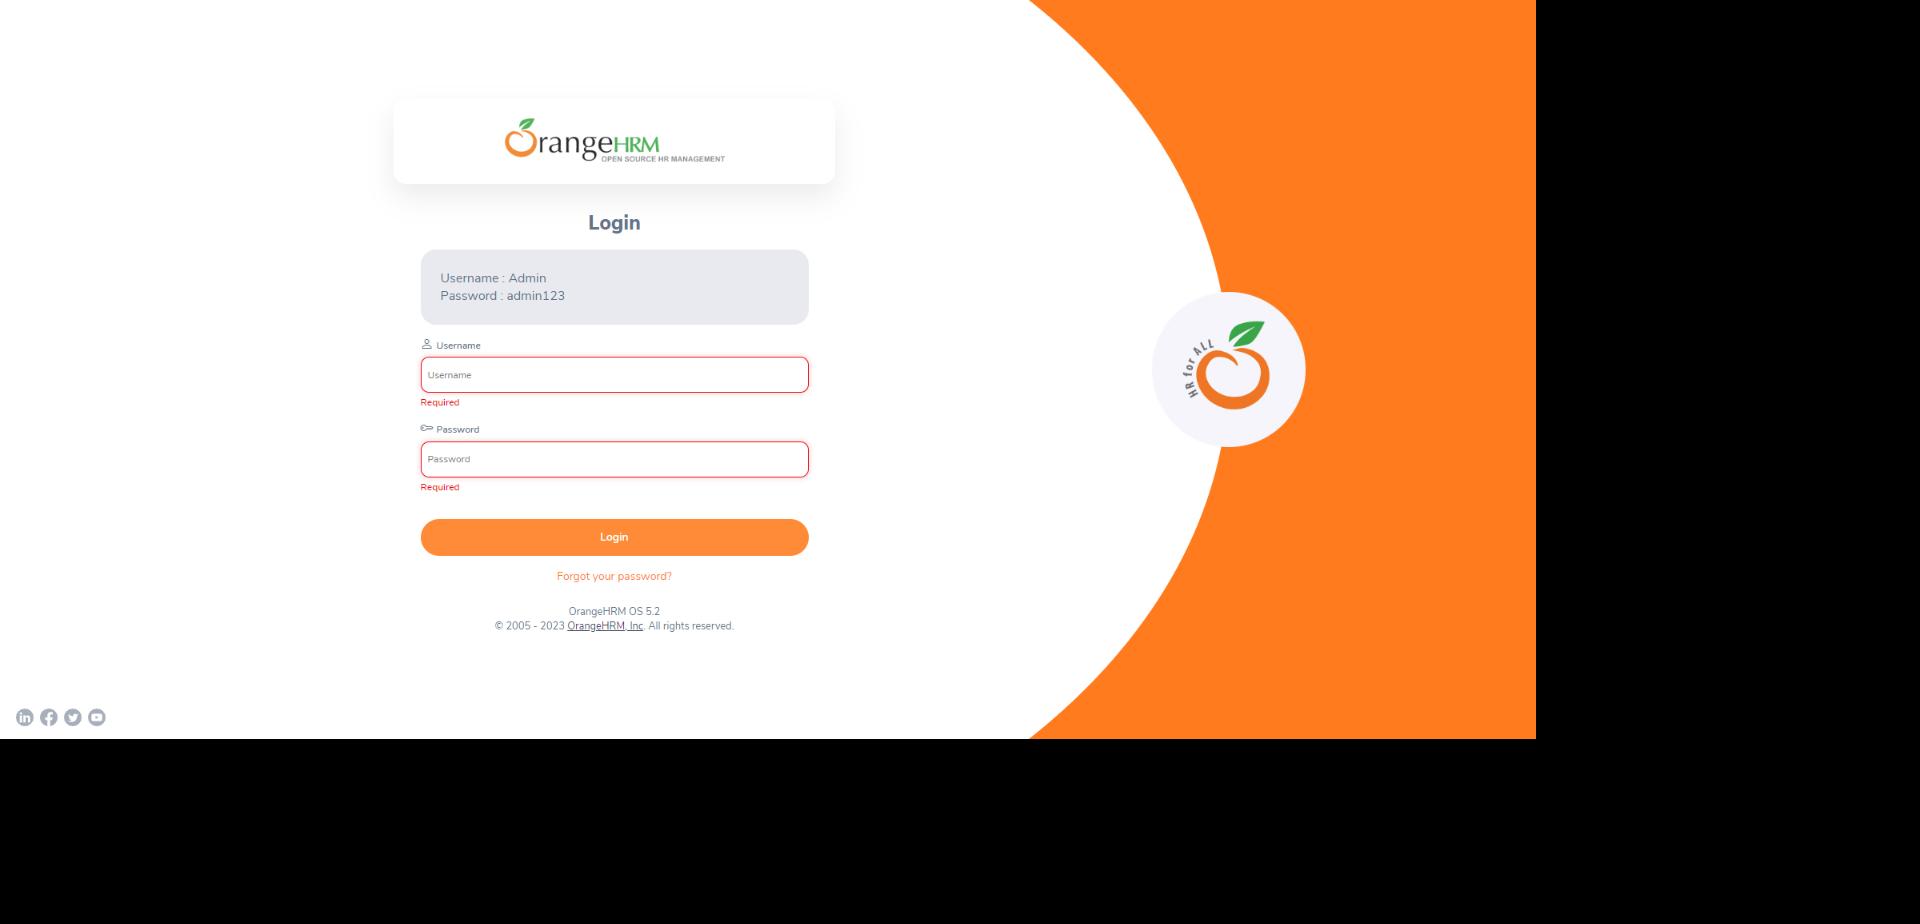 OrangeHRM
OPEN SOURCE HR MANAGEMENT
Login
Username : Admin
Password : admin123
Username
Username
Required
Password
Password
Required
Login
Forgot your password?
OrangeHRM OS 5.2
© 2005 - 2023 OrangeHRM, Inc. All rights reserved.
HR for ALL